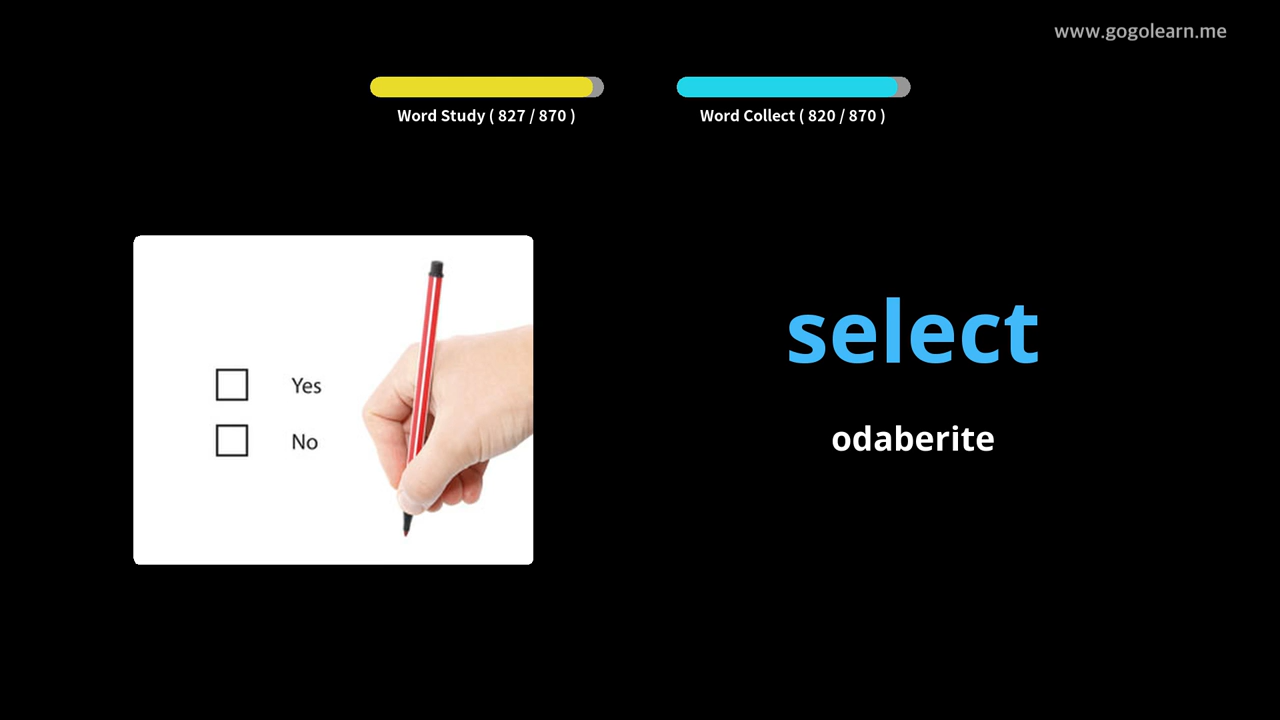 www.gogolearn.me
Word Study ( 827 / 870 )
Word Collect ( 820 / 870 )
Yes
No
select
odaberite